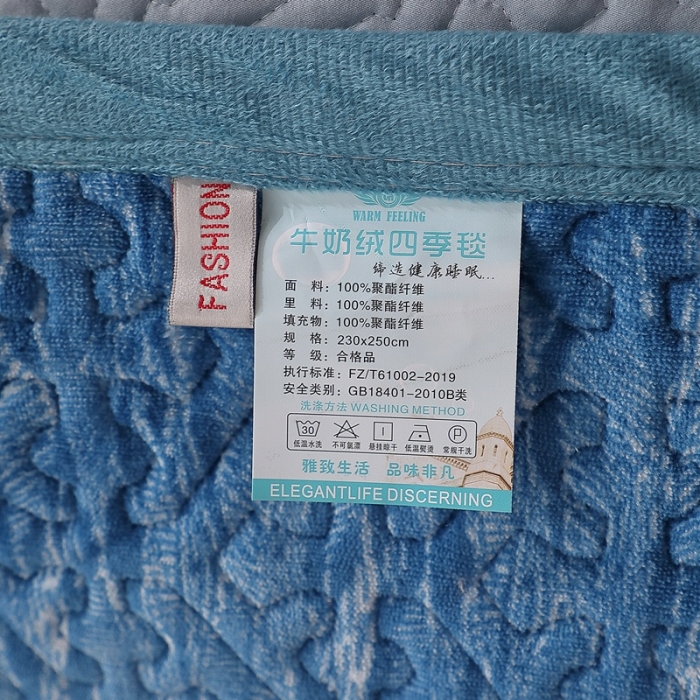 FASHION
WARM FEELING
牛奶绒四季毯
缔造健康睡眠...
面 料：100%聚酯纤维
里 料：100%聚酯纤维
填充物：100%聚酯纤维
规 格：230x250cm
等 级：合格品
执行标准：FZ/T61002-2019
安全类别：GB18401-2010B类
洗涤方法 WASHING METHOD
30 P
低温水洗 不可氯漂 悬挂晾干 低温熨烫 常规干洗
雅致生活 品味非凡
ELEGANTLIFE DISCERNING